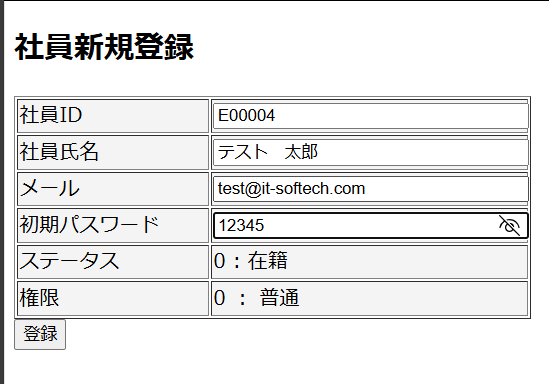 社員新規登録
社員ID E00004
社員氏名 テスト　太郎
メール test@it-softech.com
初期パスワード 12345
ステータス 0：在籍
権限 0 ： 普通
登録